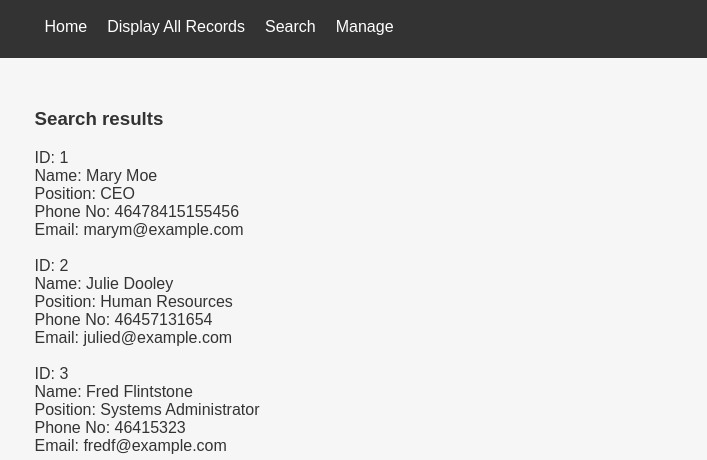 Home Display All Records Search Manage
Search results
ID: 1
Name: Mary Moe
Position: CEO
Phone No: 46478415155456
Email: marym@example.com
ID: 2
Name: Julie Dooley
Position: Human Resources
Phone No: 46457131654
Email: julied@example.com
ID: 3
Name: Fred Flintstone
Position: Systems Administrator
Phone No: 46415323
Email: fredf@example.com